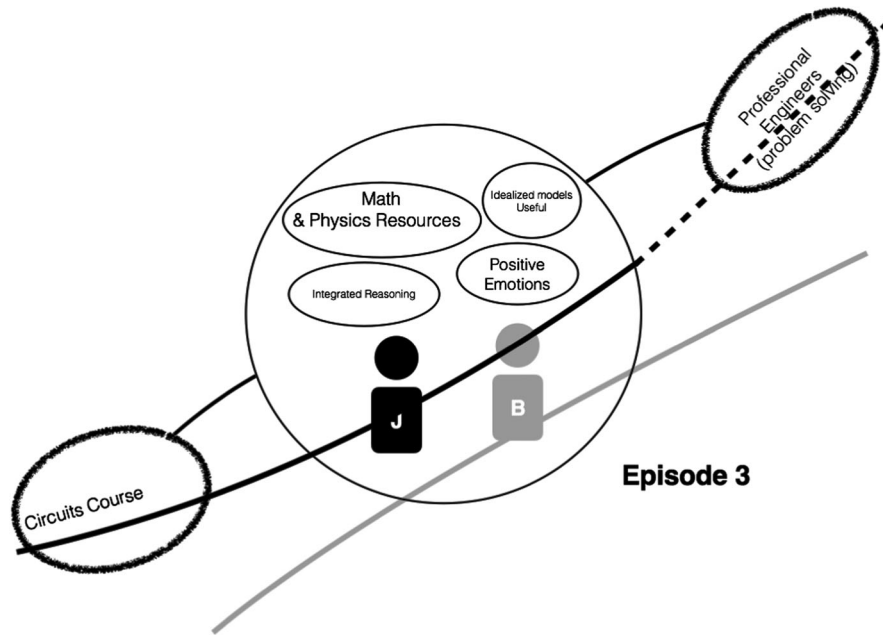 Professional
Engineers
(problem solving)
Math
& Physics Resources
Idealized models
Useful
Integrated Reasoning
Positive
Emotions
J
B
Circuits Course
Episode 3